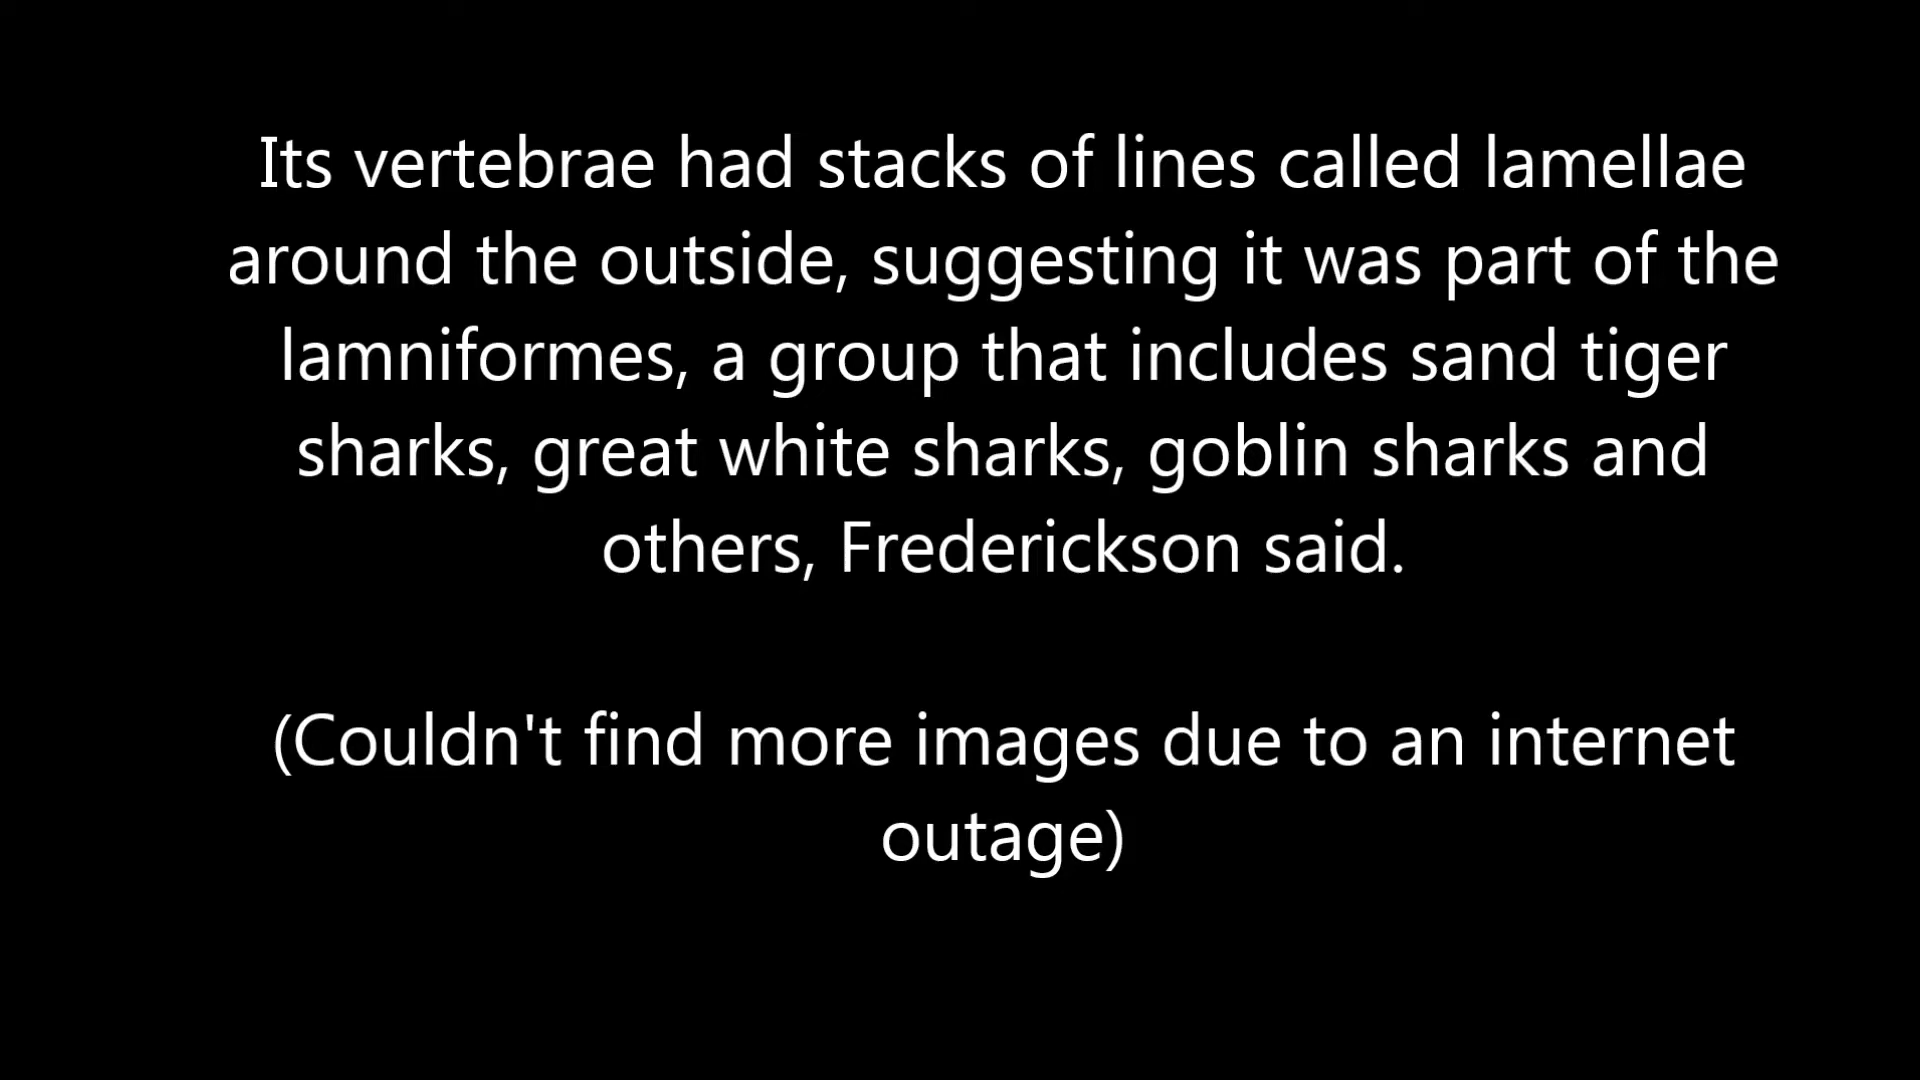 Its vertebrae had stacks of lines called lamellae
around the outside, suggesting it was part of the
lamniformes, a group that includes sand tiger
sharks, great white sharks, goblin sharks and
others, Frederickson said.
(Couldn't find more images due to an internet
outage)